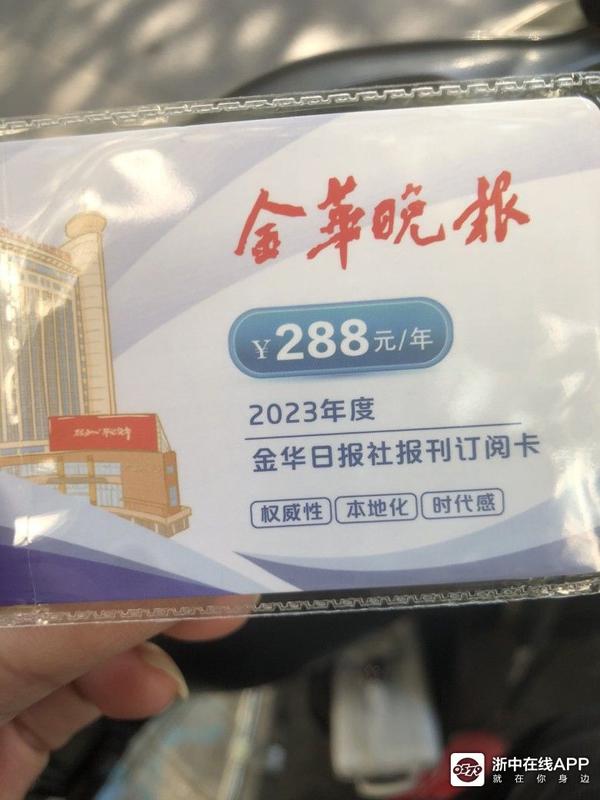 金华晚报
¥288元/年
2023年度
金华日报社报刊订阅卡
权威性 本地化 时代感
浙中在线APP
就在你身边